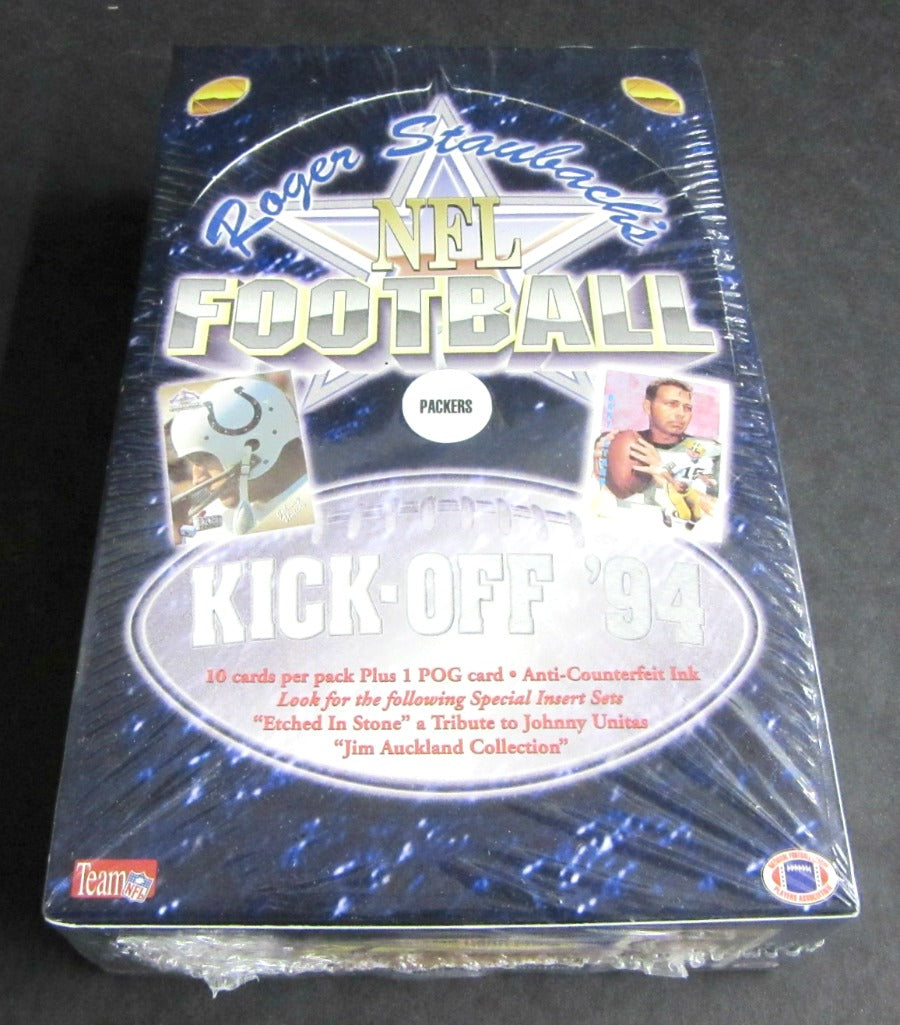 Roger Staubach's
NFL
FOOTBALL
PACKERS
15
KICK-OFF '94
10 cards per pack Plus 1 POG card • Anti-Counterfeit Ink
Look for the following Special Insert Sets
"Etched In Stone" a Tribute to Johnny Unitas
"Jim Auckland Collection"
Team NFL